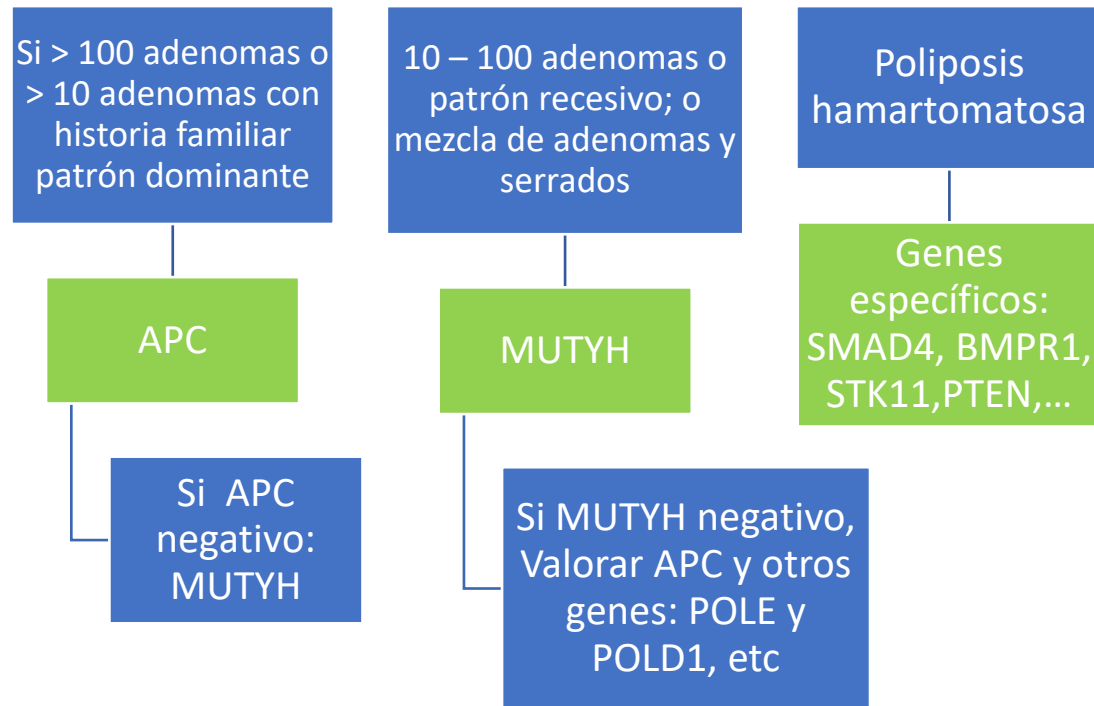 Si > 100 adenomas o
> 10 adenomas con
historia familiar
patrón dominante
APC
Si APC
negativo:
MUTYH
10 – 100 adenomas o
patrón recesivo; o
mezcla de adenomas y
serrados
MUTYH
Si MUTYH negativo,
Valorar APC y otros
genes: POLE y
POLD1, etc
Poliposis
hamartomatosa
Genes
específicos:
SMAD4, BMPR1,
STK11,PTEN,...